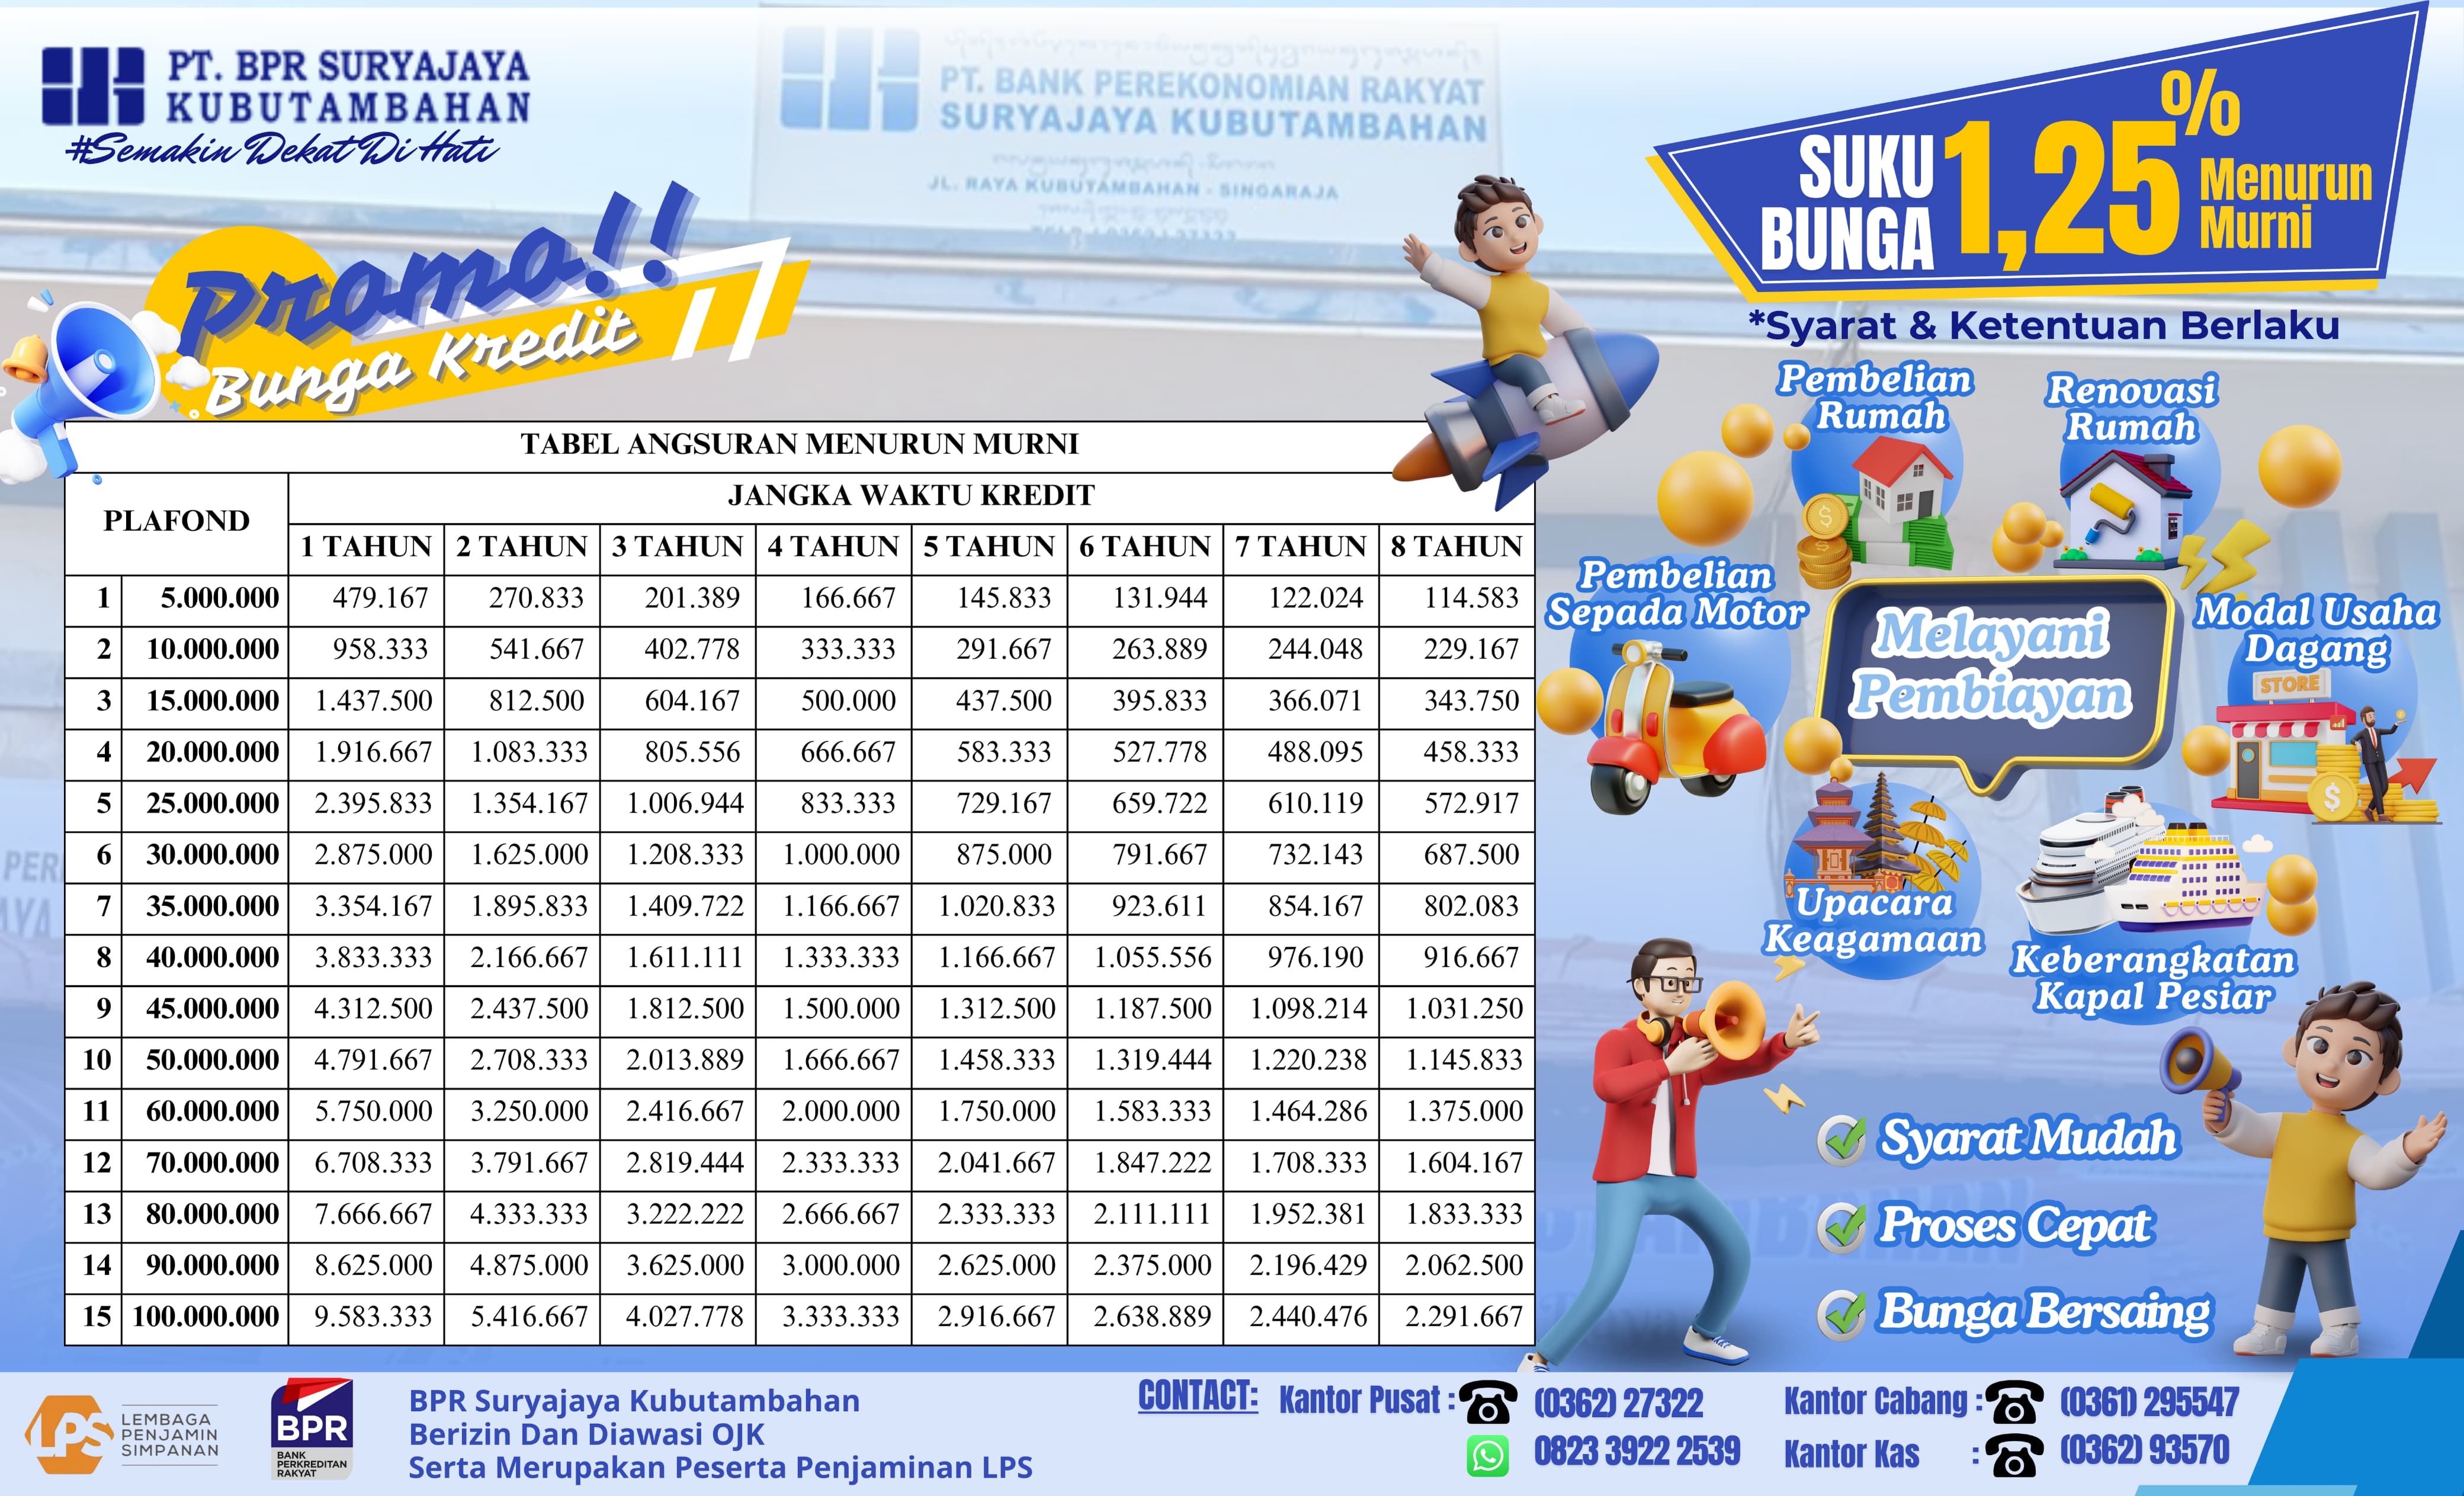 PT. BPR SURYAJAYA
KUBUTAMBAHAN
#Semakin Dekat Di Hati
PT. BANK PEREKONOMIAN RAKYAT
SURYAJAYA KUBUTAMBAHAN
JL. RAYA KUBUTAMBAHAN - SINGARAJA
SUKU
BUNGA
1,25%
Menurun
Murni
*Syarat & Ketentuan Berlaku
Promo!!
Bunga Kredit
TABEL ANGSURAN MENURUN MURNI
PLAFOND JANGKA WAKTU KREDIT
1 TAHUN 2 TAHUN 3 TAHUN 4 TAHUN 5 TAHUN 6 TAHUN 7 TAHUN 8 TAHUN
1 5.000.000 479.167 270.833 201.389 166.667 145.833 131.944 122.024 114.583
2 10.000.000 958.333 541.667 402.778 333.333 291.667 263.889 244.048 229.167
3 15.000.000 1.437.500 812.500 604.167 500.000 437.500 395.833 366.071 343.750
4 20.000.000 1.916.667 1.083.333 805.556 666.667 583.333 527.778 488.095 458.333
5 25.000.000 2.395.833 1.354.167 1.006.944 833.333 729.167 659.722 610.119 572.917
6 30.000.000 2.875.000 1.625.000 1.208.333 1.000.000 875.000 791.667 732.143 687.500
7 35.000.000 3.354.167 1.895.833 1.409.722 1.166.667 1.020.833 923.611 854.167 802.083
8 40.000.000 3.833.333 2.166.667 1.611.111 1.333.333 1.166.667 1.055.556 976.190 916.667
9 45.000.000 4.312.500 2.437.500 1.812.500 1.500.000 1.312.500 1.187.500 1.098.214 1.031.250
10 50.000.000 4.791.667 2.708.333 2.013.889 1.666.667 1.458.333 1.319.444 1.220.238 1.145.833
11 60.000.000 5.750.000 3.250.000 2.416.667 2.000.000 1.750.000 1.583.333 1.464.286 1.375.000
12 70.000.000 6.708.333 3.791.667 2.819.444 2.333.333 2.041.667 1.847.222 1.708.333 1.604.167
13 80.000.000 7.666.667 4.333.333 3.222.222 2.666.667 2.333.333 2.111.111 1.952.381 1.833.333
14 90.000.000 8.625.000 4.875.000 3.625.000 3.000.000 2.625.000 2.375.000 2.196.429 2.062.500
15 100.000.000 9.583.333 5.416.667 4.027.778 3.333.333 2.916.667 2.638.889 2.440.476 2.291.667
Pembelian
Rumah
Renovasi
Rumah
Pembelian
Sepada Motor
Melayani
Pembiayan
Modal Usaha
Dagang
STORE
Upacara
Keagamaan
Keberangkatan
Kapal Pesiar
Syarat Mudah
Proses Cepat
Bunga Bersaing
LPS
LEMBAGA
PENJAMIN
SIMPANAN
BPR
BANK
PERKREDITAN
RAKYAT
BPR Suryajaya Kubutambahan
Berizin Dan Diawasi OJK
Serta Merupakan Peserta Penjaminan LPS
CONTACT: Kantor Pusat : (0362) 27322
0823 3922 2539
Kantor Cabang : (0361) 295547
Kantor Kas : (0362) 93570